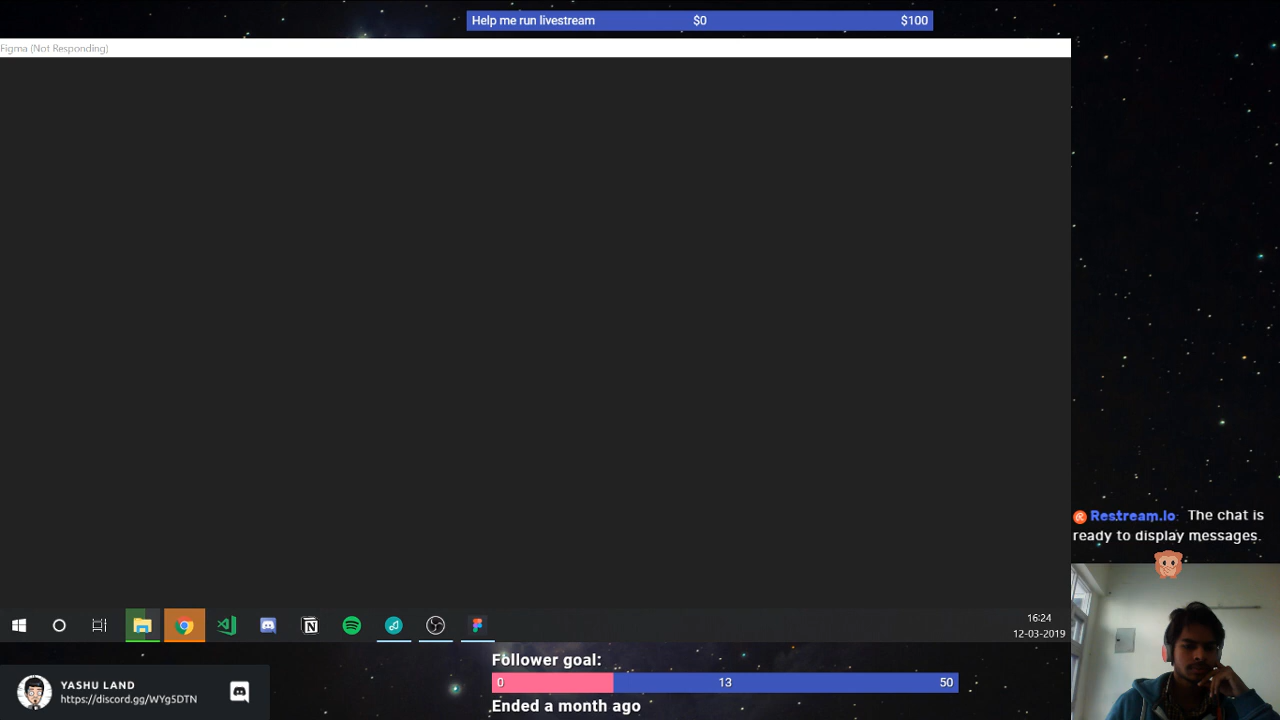 Help me run livestream $0 $100
Figma (Not Responding)
Restream.io: The chat is
ready to display messages.
16:24
12-03-2019
YASHU LAND
https://discord.gg/WYg5DTN
Follower goal:
0 13 50
Ended a month ago